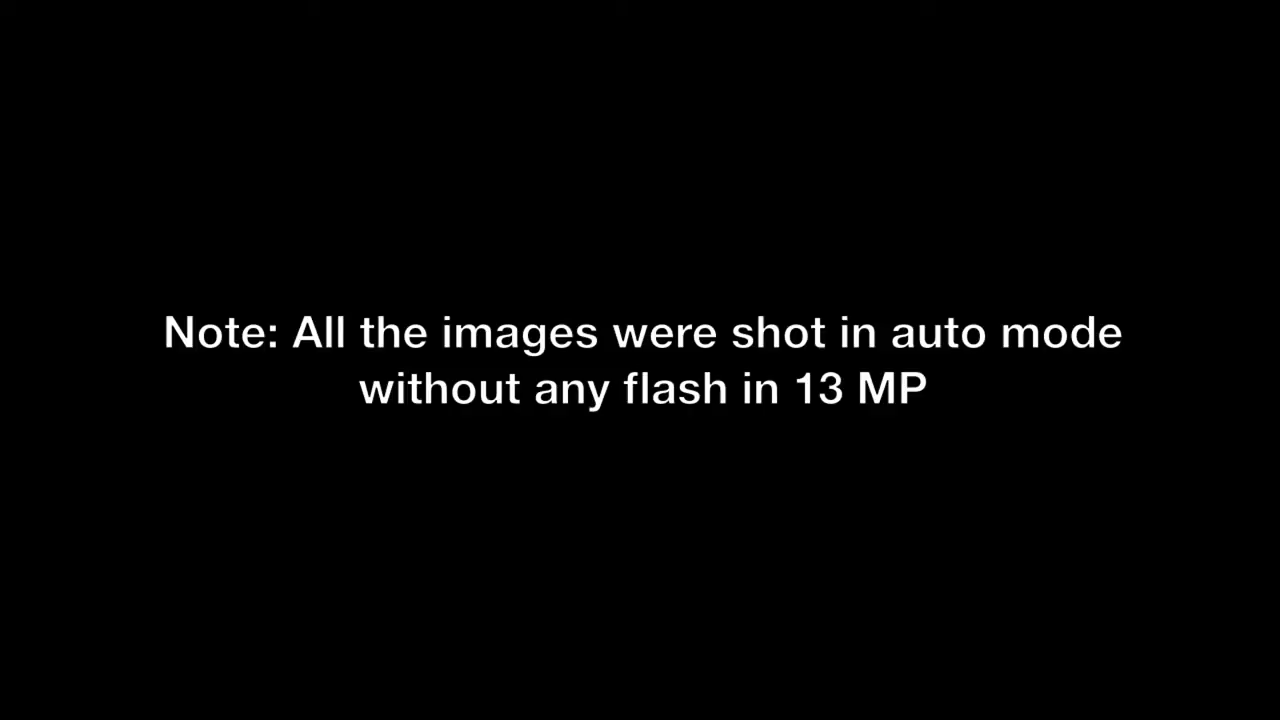 Note: All the images were shot in auto mode
without any flash in 13 MP